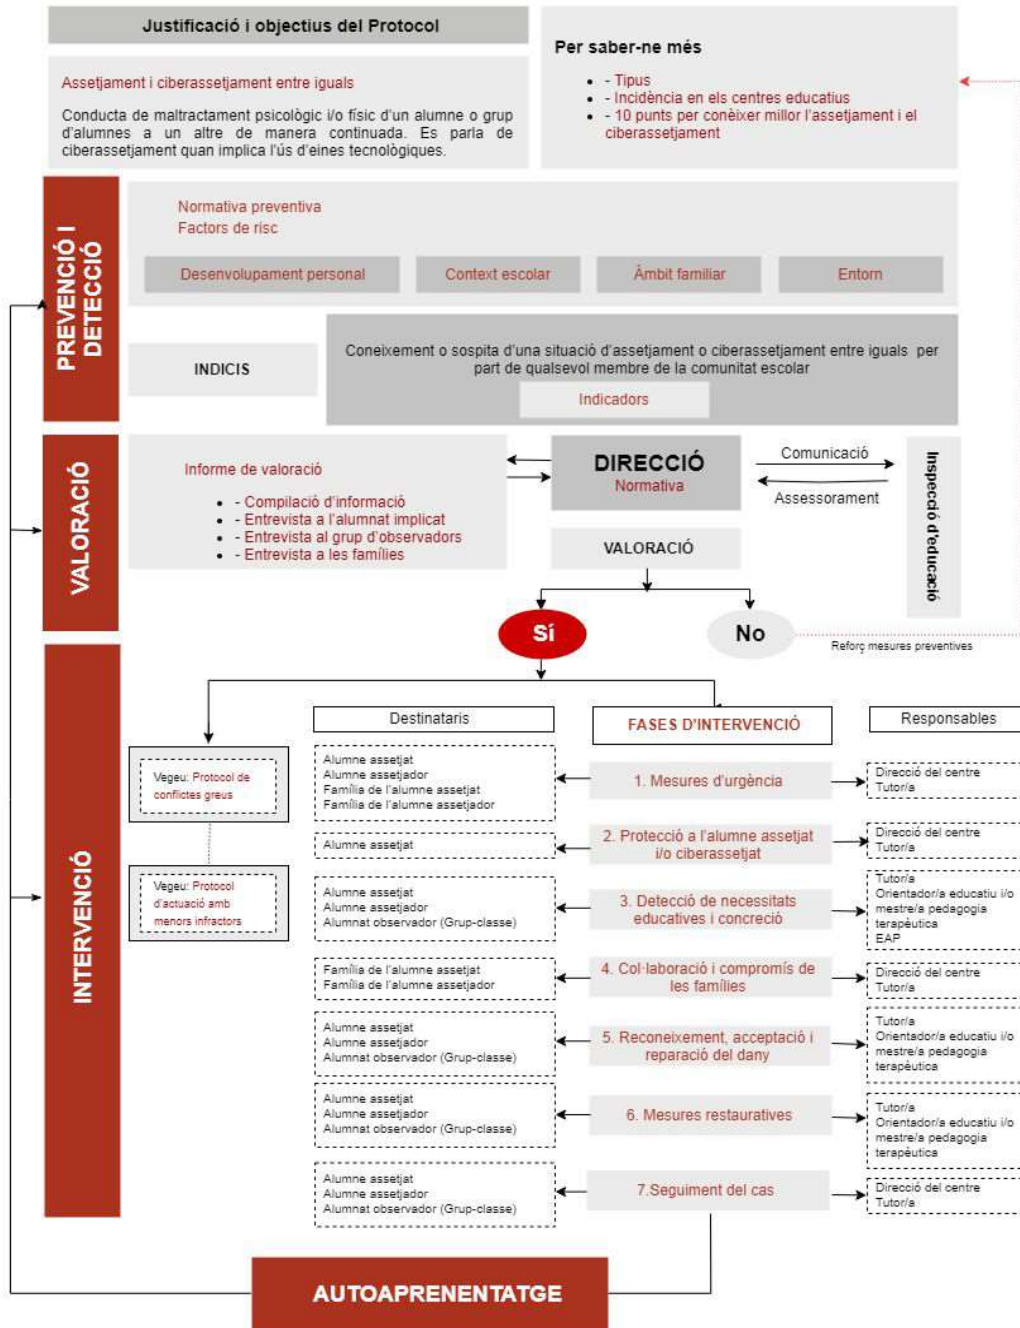 Justificació i objectius del Protocol
Assetjament i ciberassetjament entre iguals
Conducta de maltractament psicològic i/o físic d'un alumne o grup
d'alumnes a un altre de manera continuada. Es parla de
ciberassetjament quan implica l'ús d'eines tecnològiques.
Per saber-ne més
- Tipus
- Incidència en els centres educatius
- 10 punts per conèixer millor l'assetjament i el
ciberassetjament
PREVENCIÓ I
DETECCIÓ
Normativa preventiva
Factors de risc
Desenvolupament personal
Context escolar
Àmbit familiar
Entorn
INDICIS
Coneixement o sospita d'una situació d'assetjament o ciberassetjament entre iguals per
part de qualsevol membre de la comunitat escolar
Indicadors
VALORACIÓ
Informe de valoració
- Compilació d'informació
- Entrevista a l'alumnat implicat
- Entrevista al grup d'observadors
- Entrevista a les famílies
DIRECCIÓ
Normativa
Comunicació
Assessorament
Inspecció d'educació
VALORACIÓ
Sí
No
Reforç mesures preventives
INTERVENCIÓ
Vegeu: Protocol de
conflictes greus
Vegeu: Protocol
d'actuació amb
menors infractors
Destinataris
FASES D'INTERVENCIÓ
Responsables
Alumne assetjat
Alumne assetjador
Família de l'alumne assetjat
Família de l'alumne assetjador
1. Mesures d'urgència
Direcció del centre
Tutor/a
Alumne assetjat
2. Protecció a l'alumne assetjat
i/o ciberassetjat
Direcció del centre
Tutor/a
Alumne assetjat
Alumne assetjador
Alumnat observador (Grup-classe)
3. Detecció de necessitats
educatives i concreció
Tutor/a
Orientador/a educatiu i/o
mestre/a pedagogia
terapèutica
EAP
Família de l'alumne assetjat
Família de l'alumne assetjador
4. Col·laboració i compromís de
les famílies
Direcció del centre
Tutor/a
Alumne assetjat
Alumne assetjador
Alumnat observador (Grup-classe)
5. Reconeixement, acceptació i
reparació del dany
Tutor/a
Orientador/a educatiu i/o
mestre/a pedagogia
terapèutica
Alumne assetjat
Alumne assetjador
Alumnat observador (Grup-classe)
6. Mesures restauratives
Tutor/a
Orientador/a educatiu i/o
mestre/a pedagogia
terapèutica
Alumne assetjat
Alumne assetjador
Alumnat observador (Grup-classe)
7.Seguiment del cas
Direcció del centre
Tutor/a
AUTOAPRENENTATGE